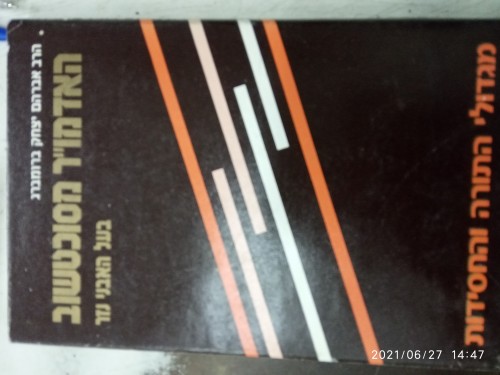 מגדולי התורה והחסידות
הרב אברהם יצחק ברומברג
האדמו"ר מסוכטשוב
בעל האבני נזר
2021/06/27 14:47